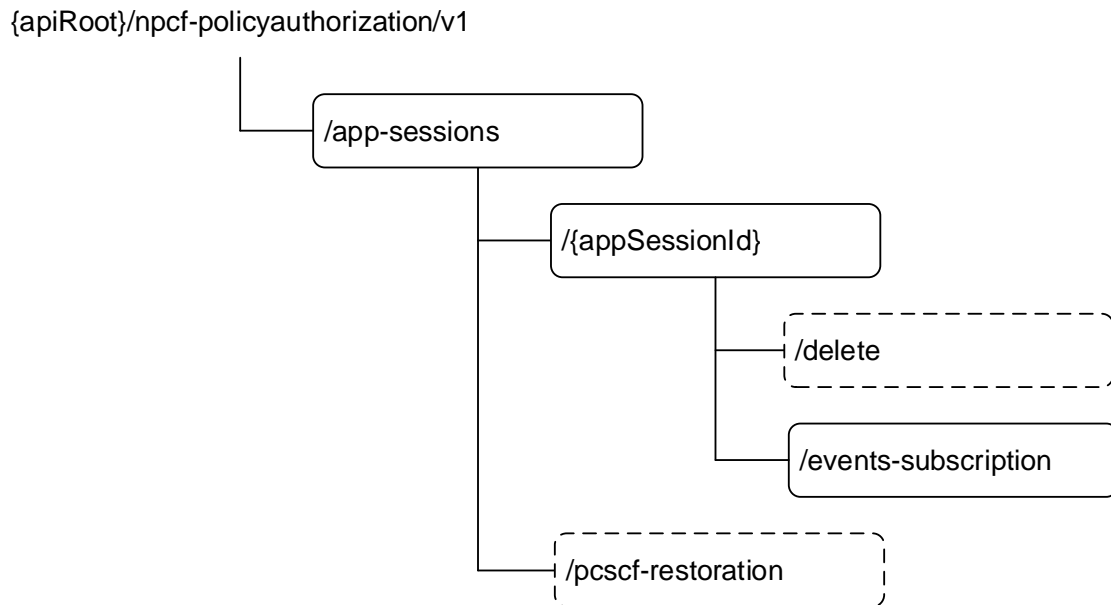 {apiRoot}/npcf-policyauthorization/v1
/app-sessions
/{appSessionId}
/delete
/events-subscription
/pcscf-restoration